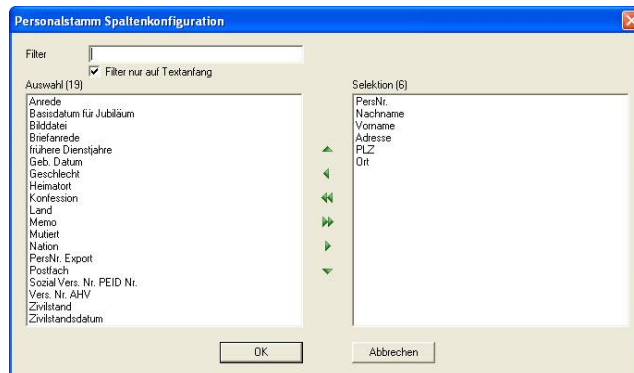 Personalstamm Spaltenkonfiguration
Filter
Filter nur auf Textanfang
Auswahl (19)
Anrede
Basisdatum für Jubiläum
Bilddatei
Briefanrede
frühere Dienstjahre
Geb. Datum
Geschlecht
Heimatort
Konfession
Land
Memo
Mutiert
Nation
PersNr. Export
Postfach
Sozial Vers. Nr. PEID Nr.
Vers. Nr. AHV
Zivilstand
Zivilstandsdatum
Selektion (6)
PersNr.
Nachname
Vorname
Adresse
PLZ
Ort
OK
Abbrechen